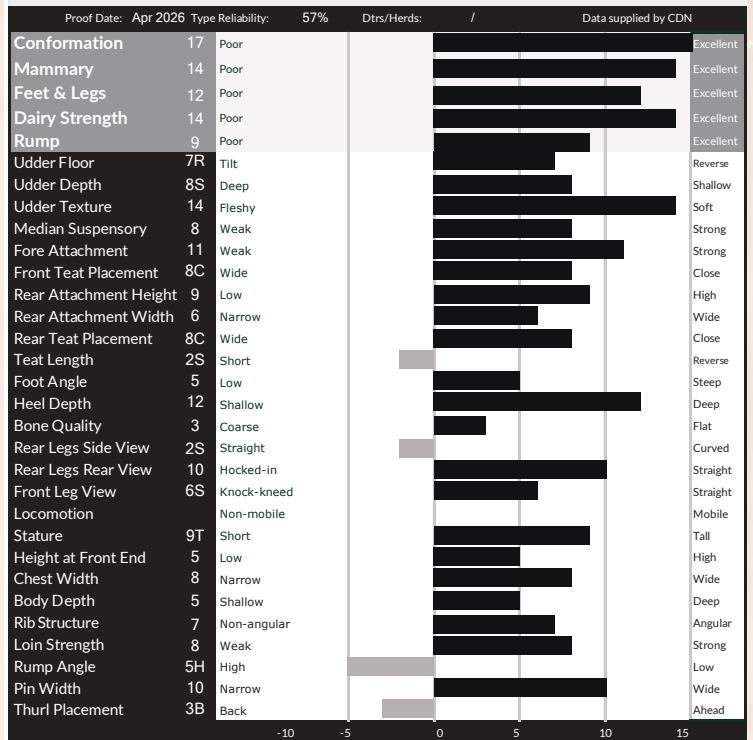 Proof Date: Apr 2026 Type Reliability: 57% Dtrs/Herds: / Data supplied by CDN
Conformation 17 Poor Excellent
Mammary 14 Poor Excellent
Feet & Legs 12 Poor Excellent
Dairy Strength 14 Poor Excellent
Rump 9 Poor Excellent
Udder Floor 7R Tilt Reverse
Udder Depth 8S Deep Shallow
Udder Texture 14 Fleshy Soft
Median Suspensory 8 Weak Strong
Fore Attachment 11 Weak Strong
Front Teat Placement 8C Wide Close
Rear Attachment Height 9 Low High
Rear Attachment Width 6 Narrow Wide
Rear Teat Placement 8C Wide Close
Teat Length 2S Short Reverse
Foot Angle 5 Low Steep
Heel Depth 12 Shallow Deep
Bone Quality 3 Coarse Flat
Rear Legs Side View 2S Straight Curved
Rear Legs Rear View 10 Hocked-in Straight
Front Leg View 6S Knock-kneed Straight
Locomotion Non-mobile Mobile
Stature 9T Short Tall
Height at Front End 5 Low High
Chest Width 8 Narrow Wide
Body Depth 5 Shallow Deep
Rib Structure 7 Non-angular Angular
Loin Strength 8 Weak Strong
Rump Angle 5H High Low
Pin Width 10 Narrow Wide
Thurl Placement 3B Back Ahead
-10 -5 0 5 10 15